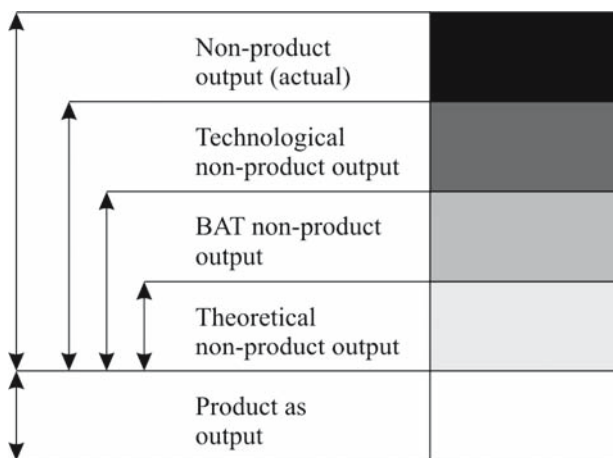 Non-product
output (actual)
Technological
non-product output
BAT non-product
output
Theoretical
non-product output
Product as
output